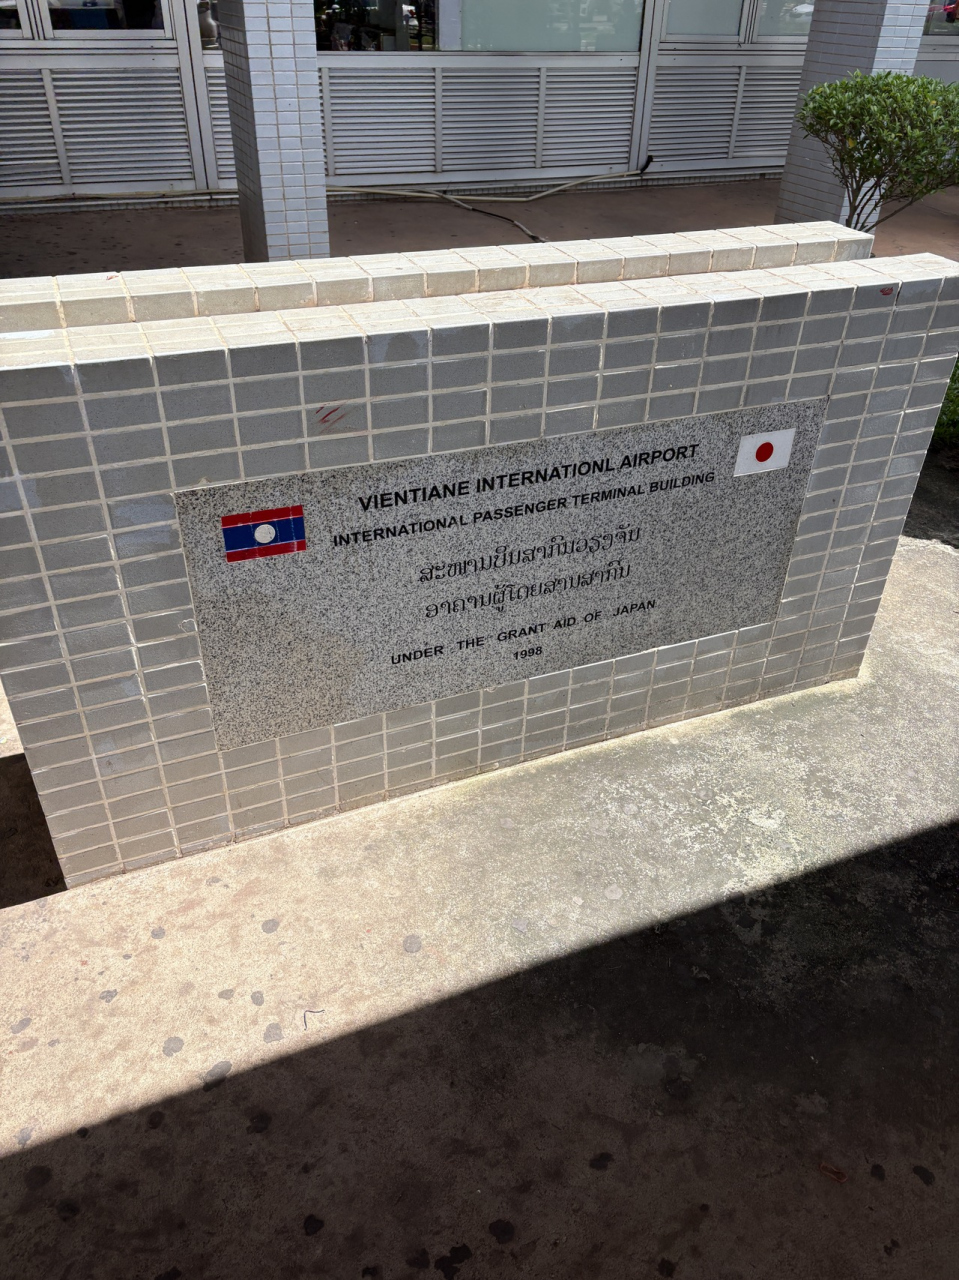 VIENTIANE INTERNATIONL AIRPORT
INTERNATIONAL PASSENGER TERMINAL BUILDING
ສະໜາມບິນສາກົນວຽງຈັນ
ອາຄານຜູ້ໂດຍສານສາກົນ
UNDER THE GRANT AID OF JAPAN
1998